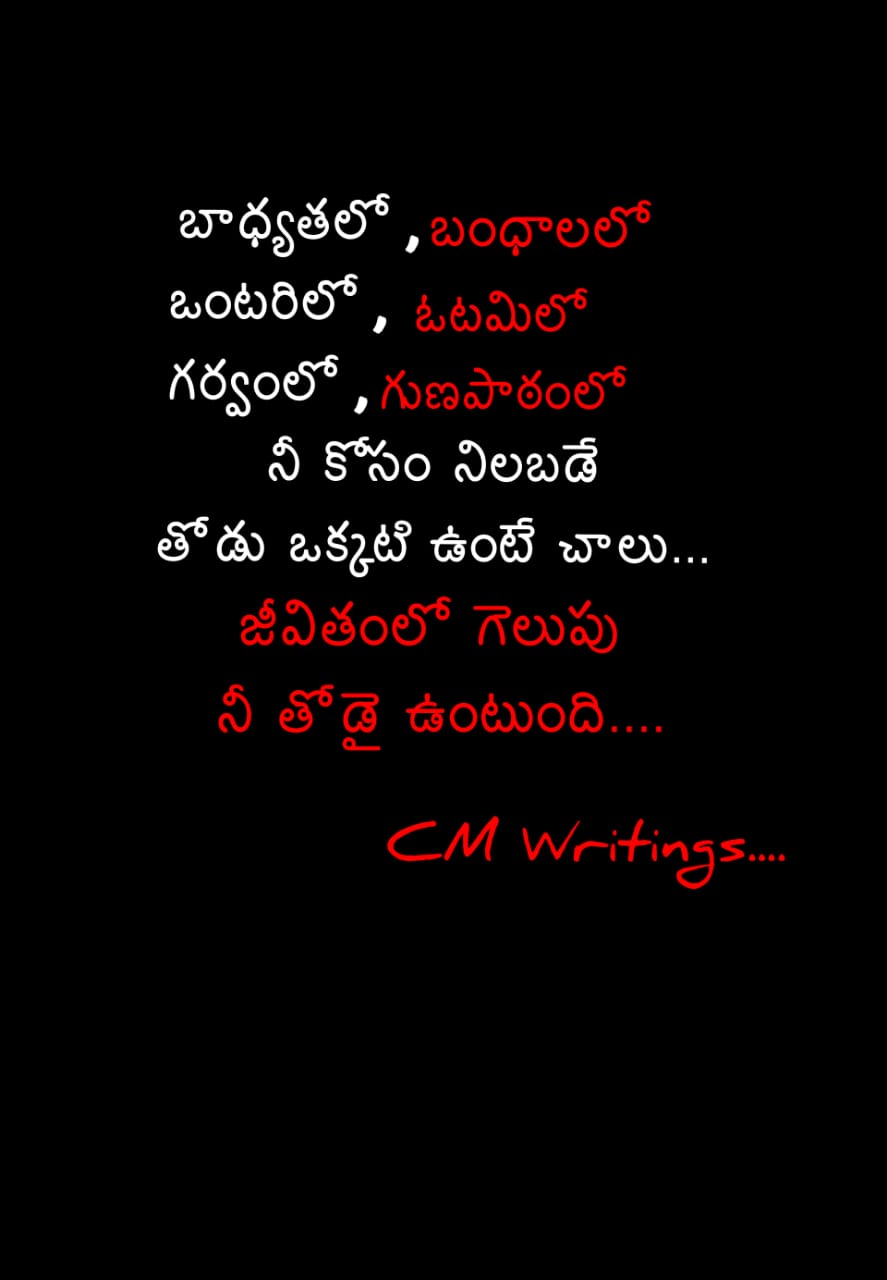 బాధ్యతలో ,బంధాలలో
ఒంటరిలో , ఓటమిలో
గర్వంలో ,గుణపాఠంలో
నీ కోసం నిలబడే
తోడు ఒక్కటి ఉంటే చాలు...
జీవితంలో గెలుపు
నీ తోడై ఉంటుంది....
CM Writings....